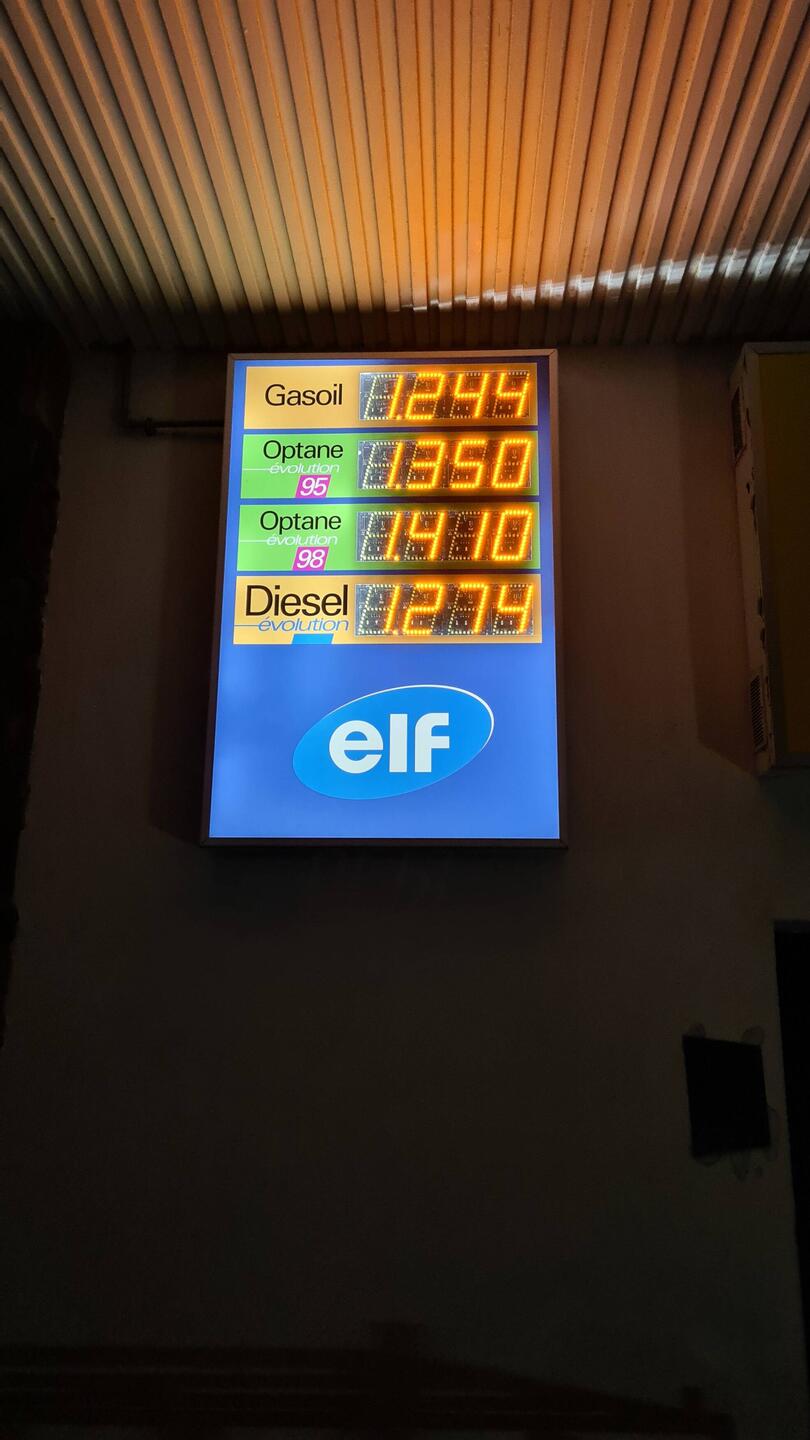 Gasoil 1.244
Optane 1.350
évolution
95
Optane 1.410
évolution
98
Diesel 1.274
évolution
elf